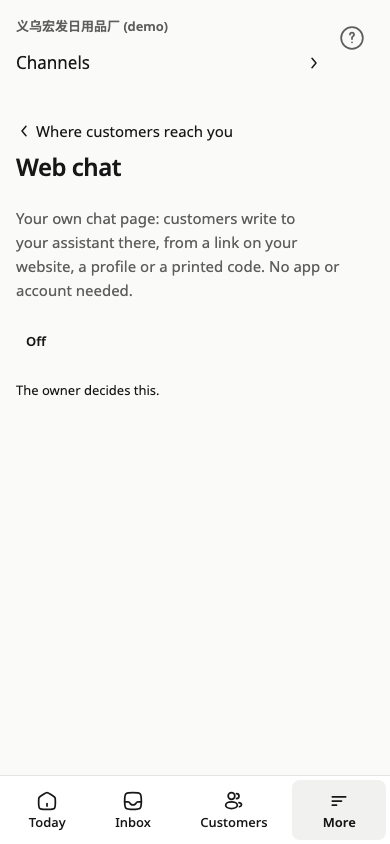 义乌宏发日用品厂 (demo)
Channels
Where customers reach you
Web chat
Your own chat page: customers write to
your assistant there, from a link on your
website, a profile or a printed code. No app or
account needed.
Off
The owner decides this.
Today
Inbox
Customers
More